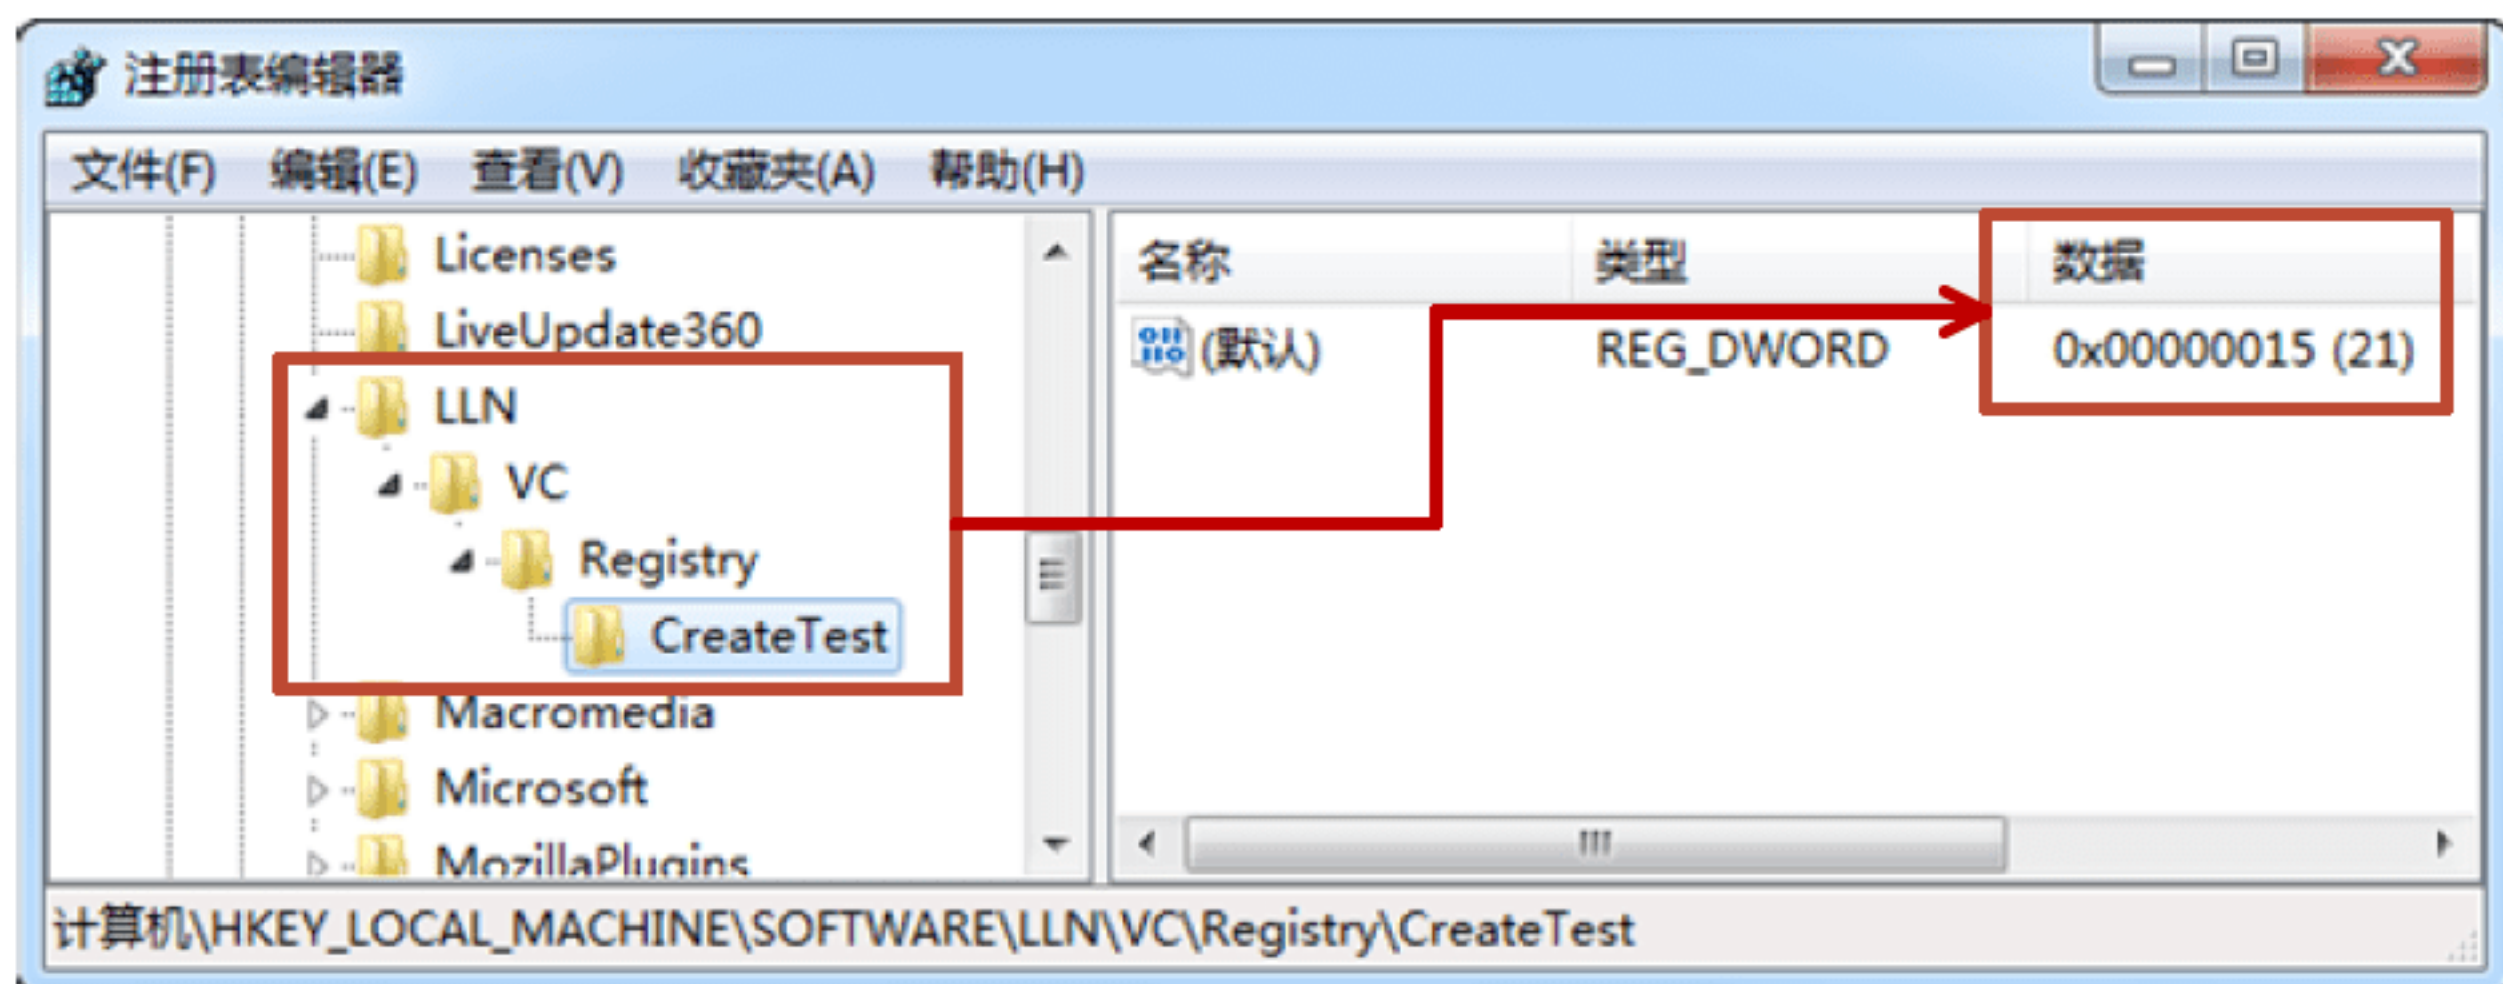 注册表编辑器
文件(F) 编辑(E) 查看(V) 收藏夹(A) 帮助(H)
Licenses
LiveUpdate360
LLN
VC
Registry
CreateTest
Macromedia
Microsoft
MozillaPlugins
名称 类型 数据
(默认) REG_DWORD 0x00000015 (21)
计算机\HKEY_LOCAL_MACHINE\SOFTWARE\LLN\VC\Registry\CreateTest